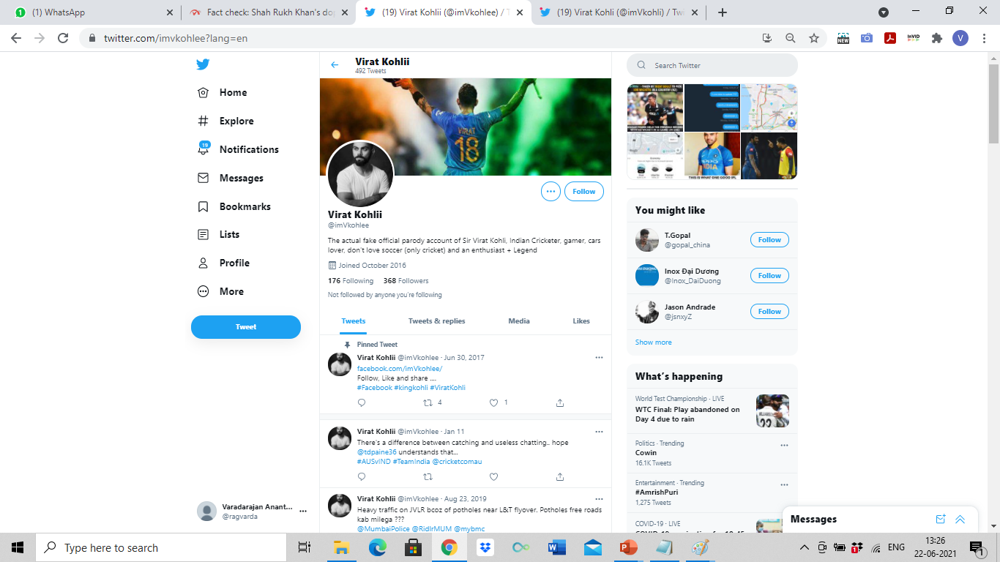 (1) WhatsApp
Fact check: Shah Rukh Khan's dop
(19) Virat Kohlii (@imVkohlee) / T
(19) Virat Kohli (@imVkohli) / Twi
twitter.com/imvkohlee?lang=en
NEW
InVID
V
Home
Explore
19
Notifications
Messages
Bookmarks
Lists
Profile
More
Tweet
Varadarajan Anant...
@ragvarda
Virat Kohlii
492 Tweets
VIRAT
18
Follow
Virat Kohlii
@imVkohlee
The actual fake official parody account of Sir Virat Kohli, Indian Cricketer, gamer, cars
lover, don't love soccer (only cricket) and an enthusiast + Legend
Joined October 2016
176 Following 368 Followers
Not followed by anyone you're following
Tweets Tweets & replies Media Likes
Pinned Tweet
Virat Kohlii @imVkohlee · Jun 30, 2017
facebook.com/imVkohlee/
Follow, Like and share ....
#Facebook #kingkohli #ViratKohli
4 1
Virat Kohlii @imVkohlee · Jan 11
There's a difference between catching and useless chatting.. hope
@tdpaine36 understands that...
#AUSvIND #TeamIndia @cricketcomau
Virat Kohlii @imVkohlee · Aug 23, 2019
Heavy traffic on JVLR bcoz of potholes near L&T flyover. Potholes free roads
kab milega ???
@MumbaiPolice @RidlrMUM @mybmc
Search Twitter
OPPO
INDIA
THIS IS WHAT ONE GOOD IPL
You might like
T.Gopal
@gopal_china
Follow
Inox Đại Dương
@Inox_DaiDuong
Follow
Jason Andrade
@jsnxyZ
Follow
Show more
What's happening
World Test Championship · LIVE
WTC Final: Play abandoned on
Day 4 due to rain
Politics · Trending
Cowin
16.1K Tweets
Entertainment · Trending
#AmrishPuri
1,275 Tweets
COVID-19 · LIVE
Messages
Type here to search
ENG
13:26
22-06-2021
1